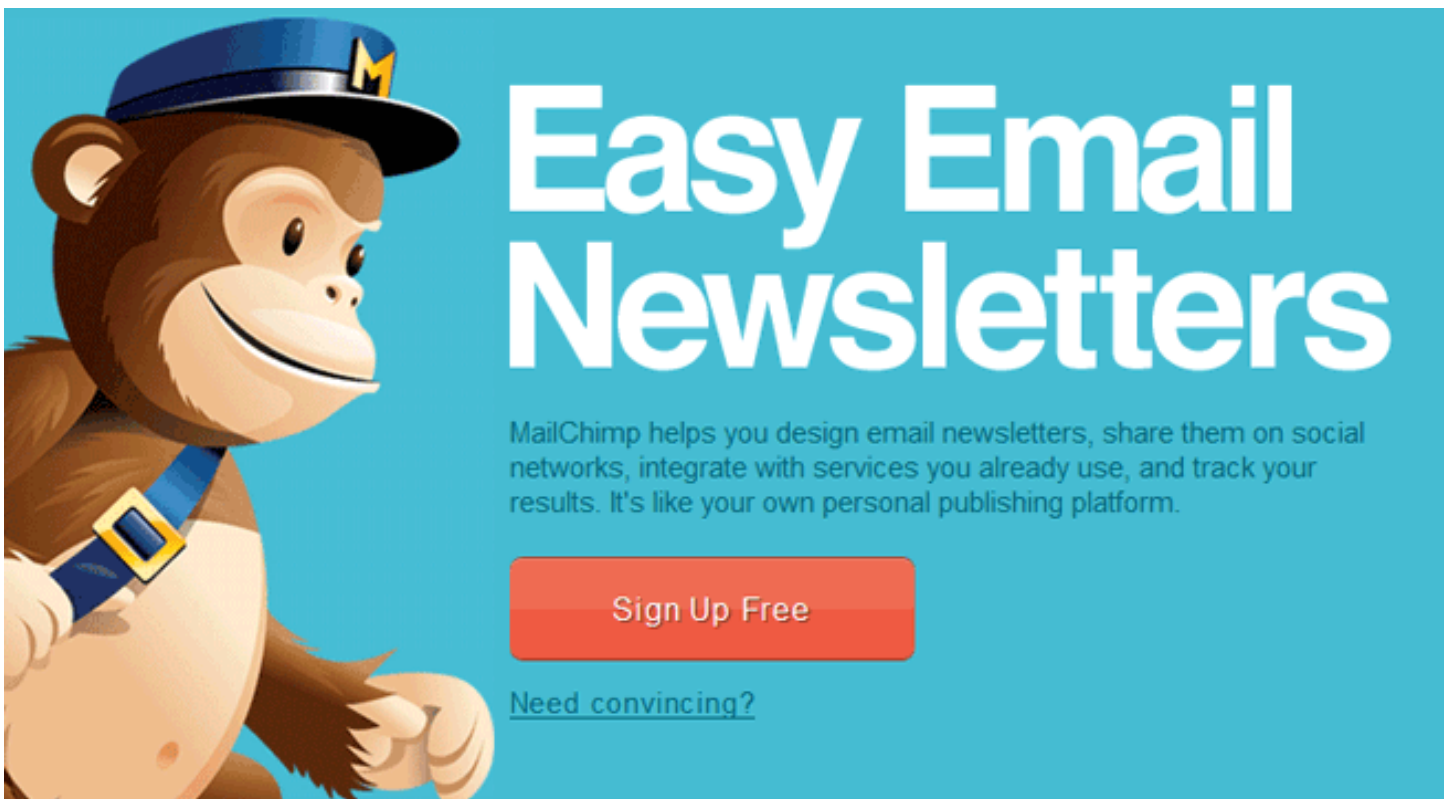 M
Easy Email
Newsletters
MailChimp helps you design email newsletters, share them on social
networks, integrate with services you already use, and track your
results. It's like your own personal publishing platform.
Sign Up Free
Need convincing?